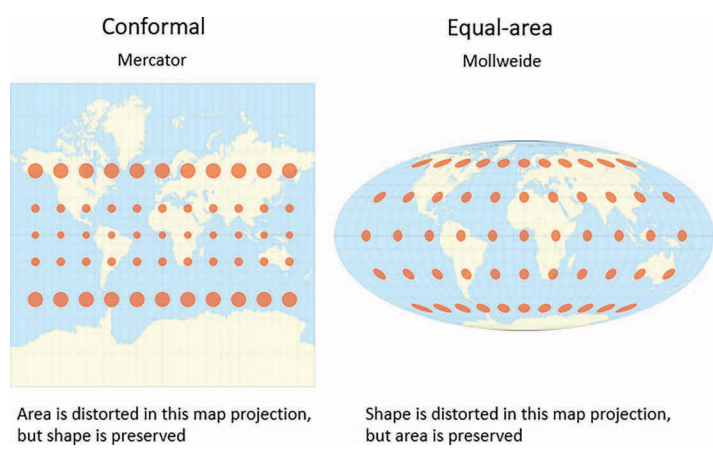 Conformal
Mercator
Equal-area
Mollweide
Area is distorted in this map projection,
but shape is preserved
Shape is distorted in this map projection,
but area is preserved